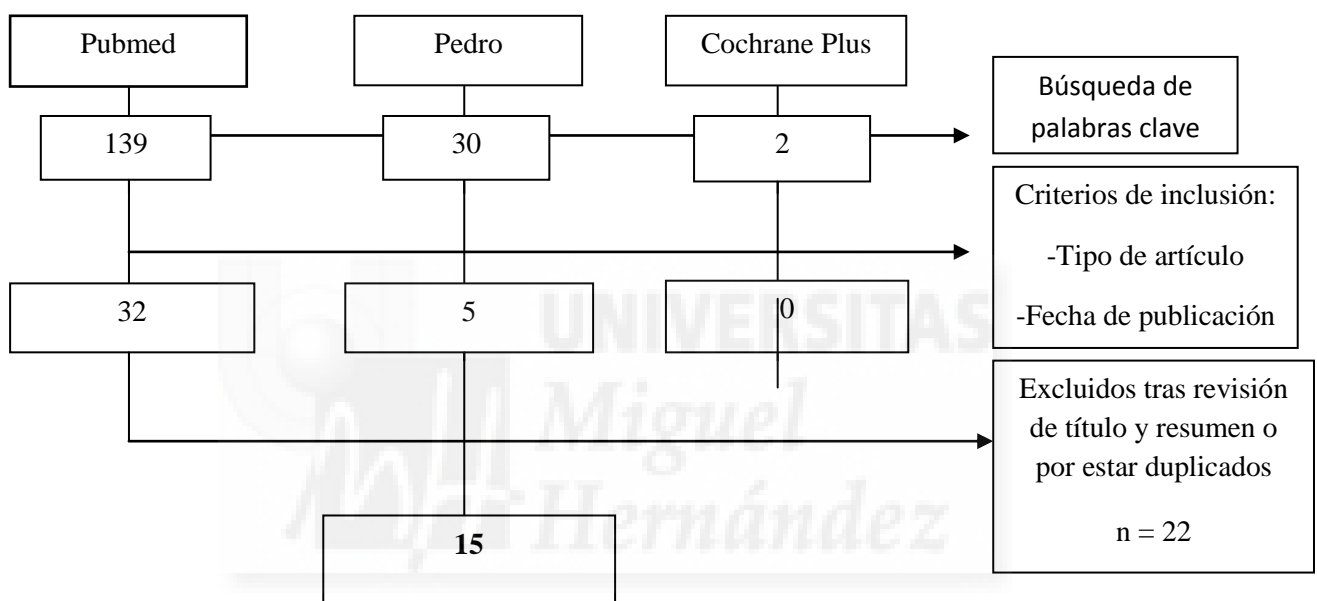 Pubmed
Pedro
Cochrane Plus
Búsqueda de
palabras clave
139
30
2
Criterios de inclusión:
-Tipo de artículo
-Fecha de publicación
32
5
0
UNIVERSITAS
Miguel
Hernández
Excluidos tras revisión
de título y resumen o
por estar duplicados
n = 22
15